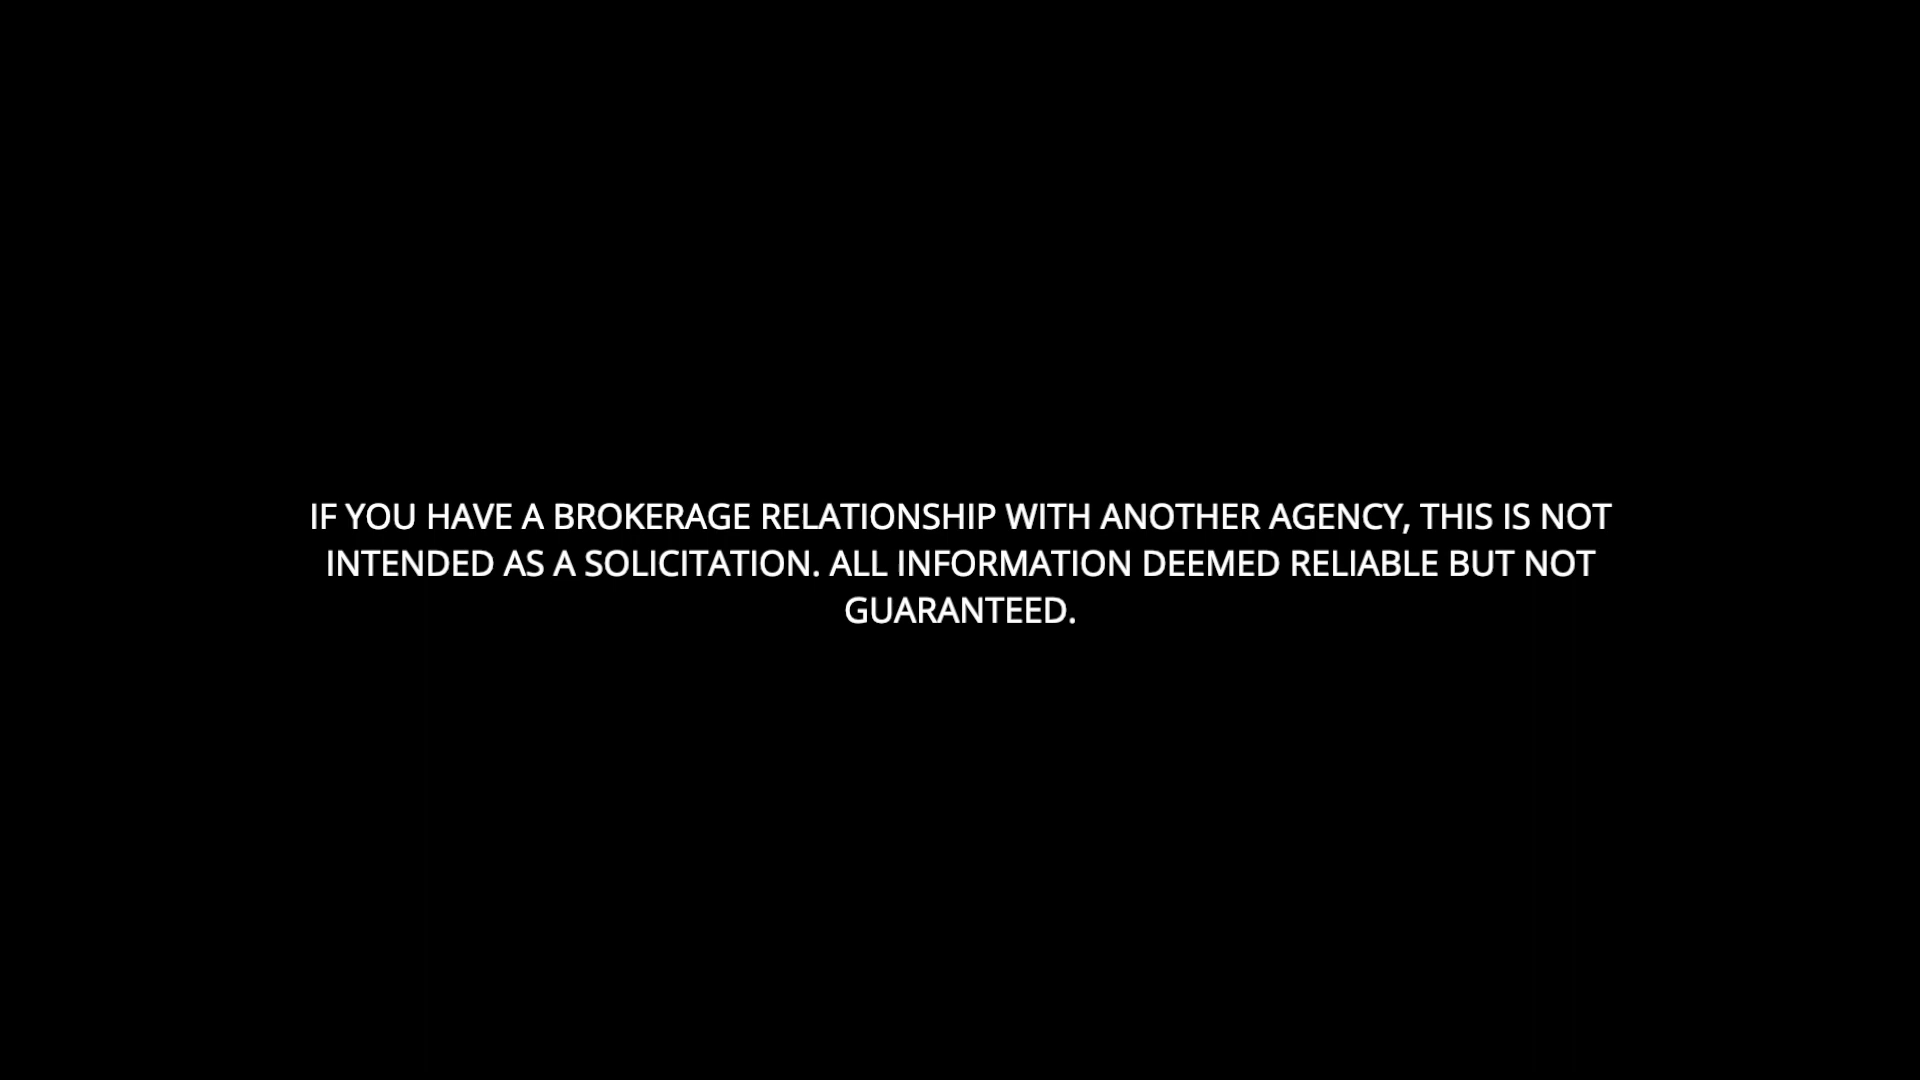 IF YOU HAVE A BROKERAGE RELATIONSHIP WITH ANOTHER AGENCY, THIS IS NOT
INTENDED AS A SOLICITATION. ALL INFORMATION DEEMED RELIABLE BUT NOT
GUARANTEED.